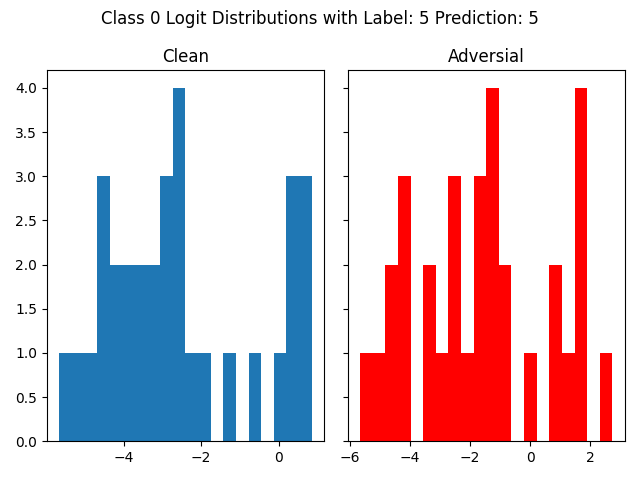 Class 0 Logit Distributions with Label: 5 Prediction: 5
Clean
Adversial
4.0
3.5
3.0
2.5
2.0
1.5
1.0
0.5
0.0
−4 −2 0
−6 −4 −2 0 2